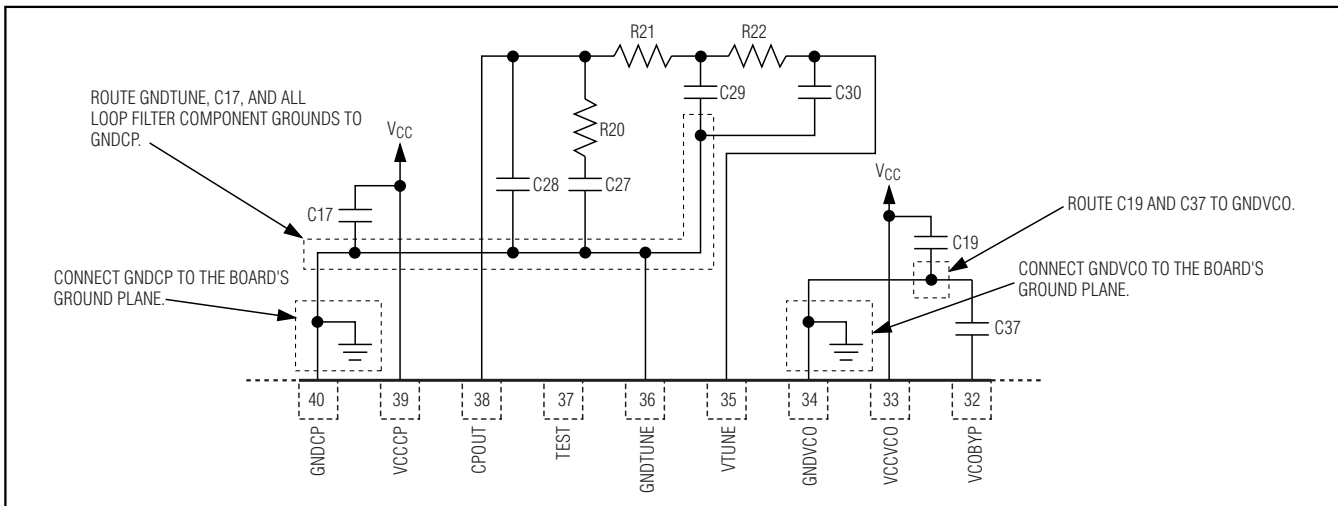 R21
R22
ROUTE GNDTUNE, C17, AND ALL
LOOP FILTER COMPONENT GROUNDS TO
GNDCP.
C29
C30
VCC
R20
C28
C27
C17
VCC
ROUTE C19 AND C37 TO GNDVCO.
C19
CONNECT GNDCP TO THE BOARD'S
GROUND PLANE.
CONNECT GNDVCO TO THE BOARD'S
GROUND PLANE.
C37
40
39
38
37
36
35
34
33
32
GNDCP
VCCCP
CPOUT
TEST
GNDTUNE
VTUNE
GNDVCO
VCCVCO
VCOBYP